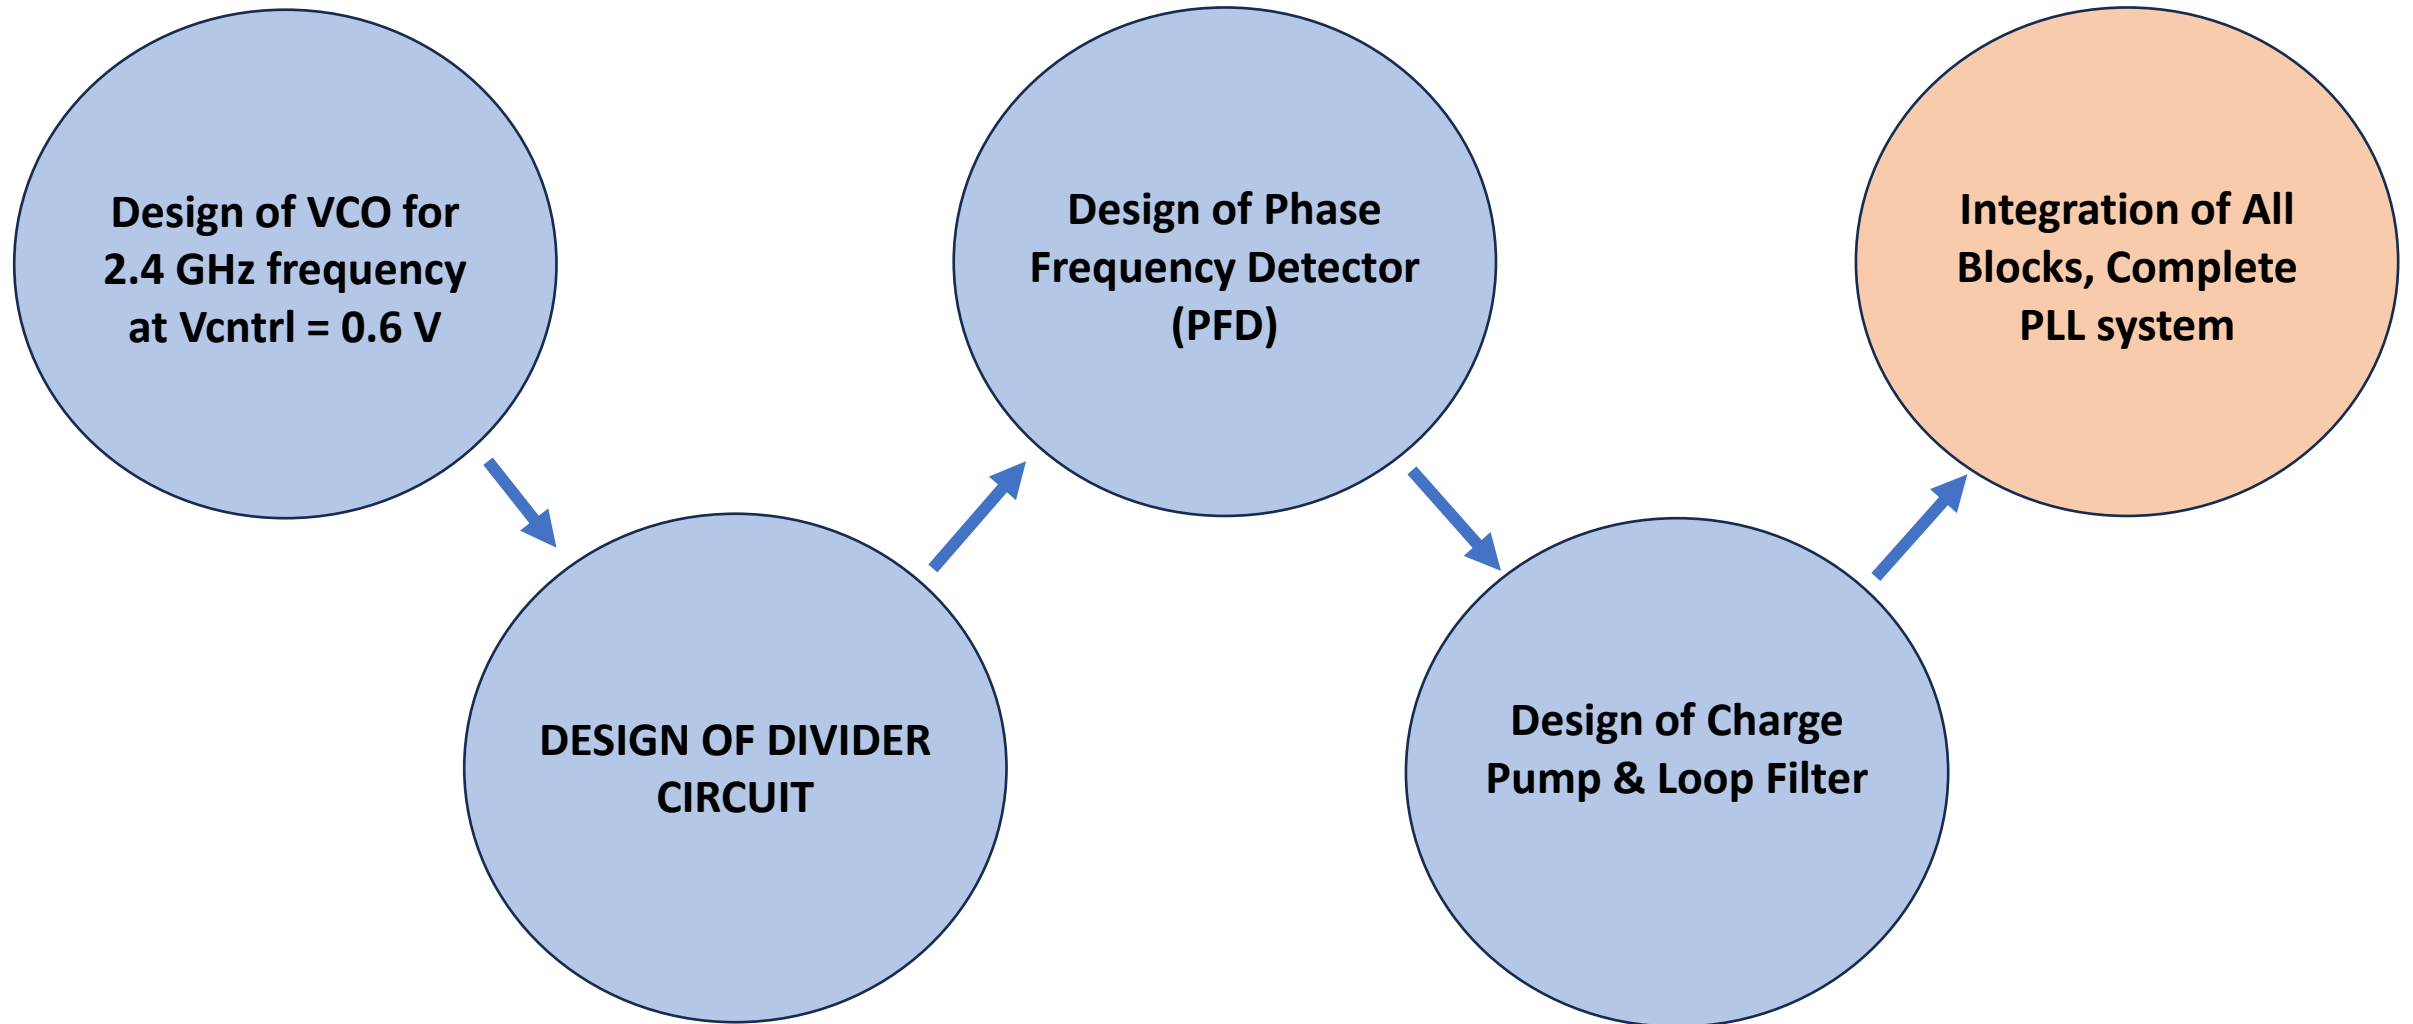 Design of VCO for
2.4 GHz frequency
at Vcntrl = 0.6 V
DESIGN OF DIVIDER
CIRCUIT
Design of Phase
Frequency Detector
(PFD)
Design of Charge
Pump & Loop Filter
Integration of All
Blocks, Complete
PLL system